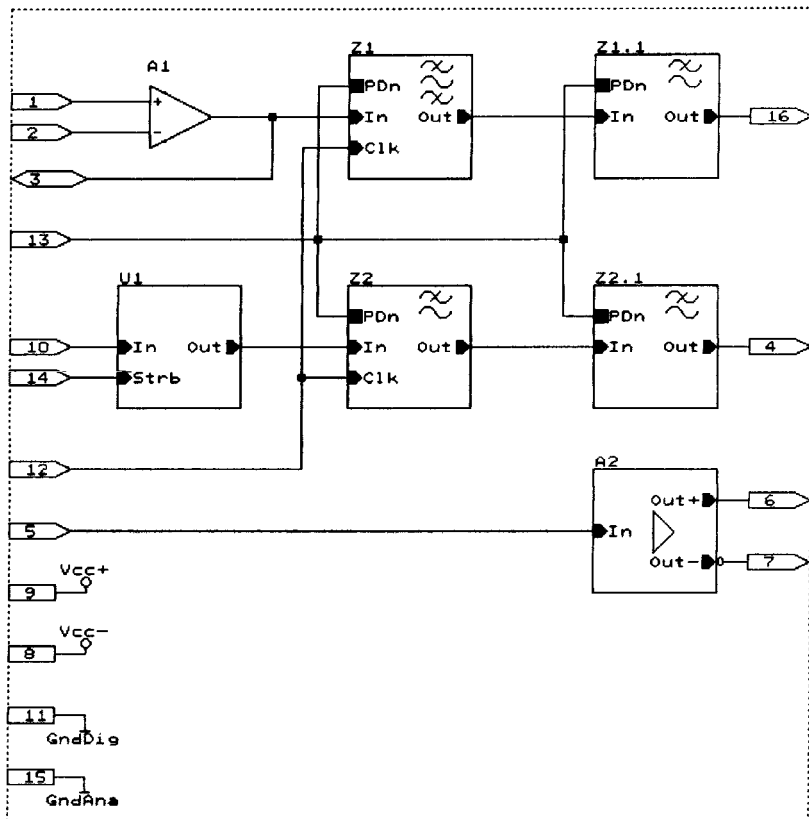 A1
Z1
Z1.1
1
+
PDn
PDn
2
-
In
Out
In
Out
16
Clk
3
13
U1
Z2
Z2.1
PDn
PDn
10
In
Out
In
Out
In
Out
4
14
Strb
Clk
12
A2
Out+
6
5
In
Out-
7
Vcc+
9
Vcc-
8
11
GndDig
15
GndAna